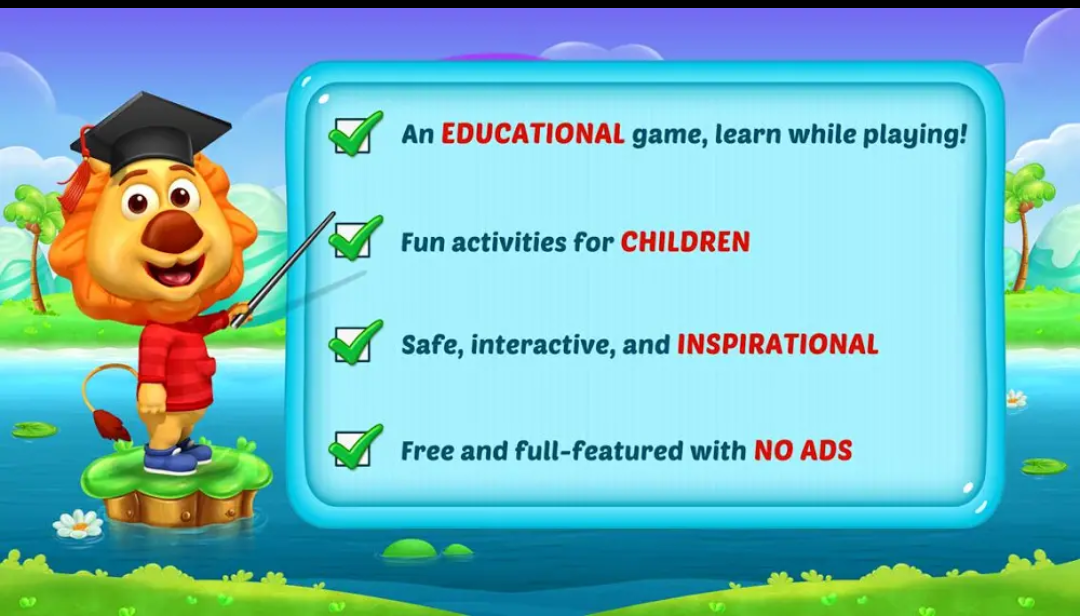 An EDUCATIONAL game, learn while playing!
Fun activities for CHILDREN
Safe, interactive, and INSPIRATIONAL
Free and full-featured with NO ADS